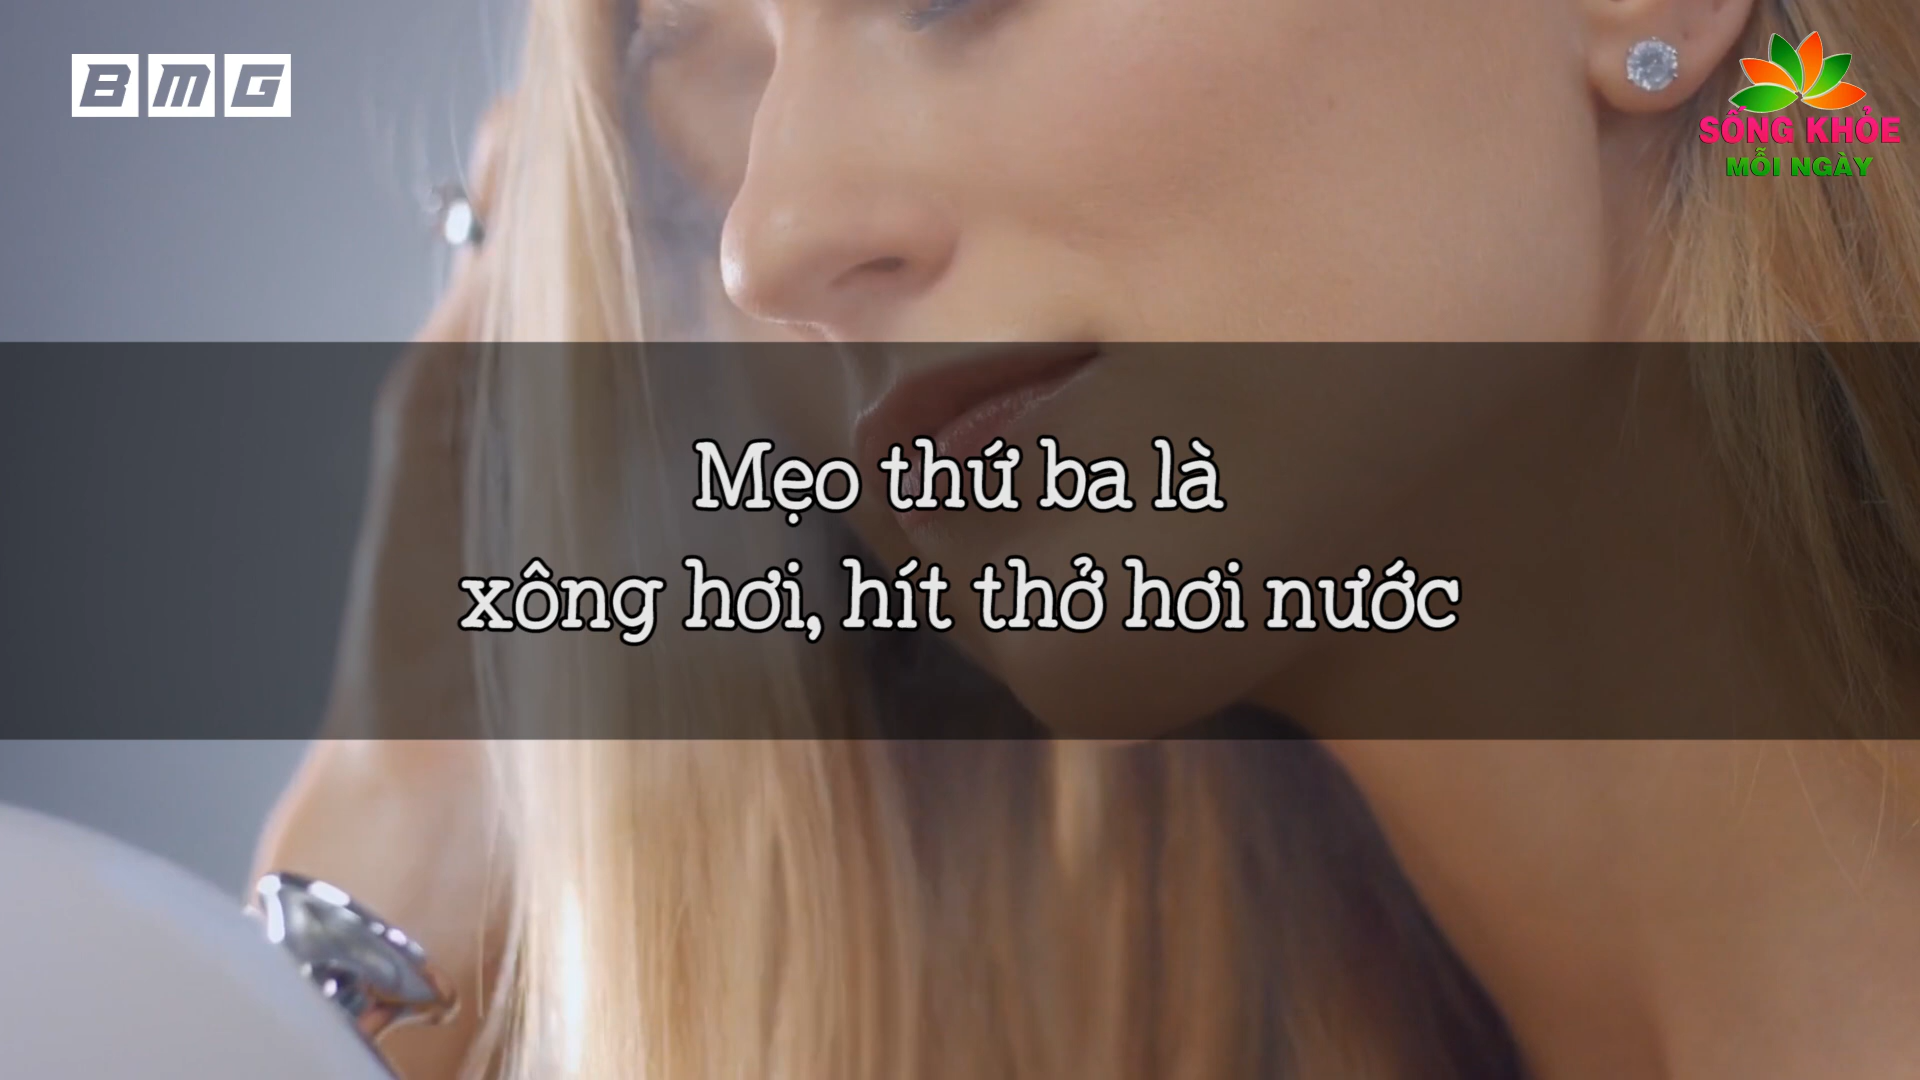 BMG
SỐNG KHỎE
MỖI NGÀY
Mẹo thứ ba là
xông hơi, hít thở hơi nước